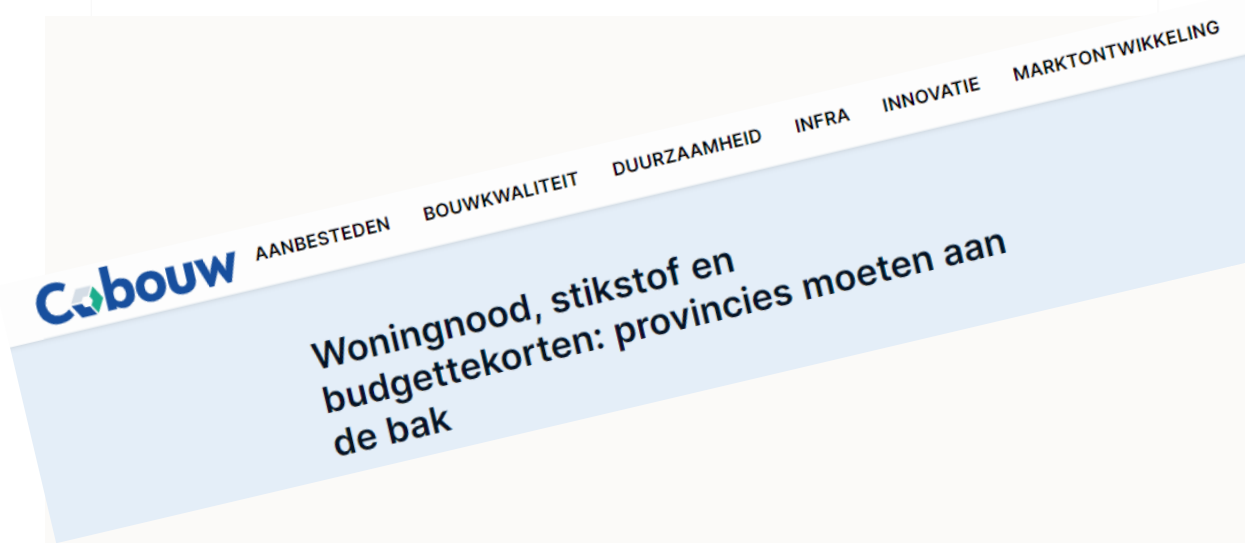 Cobouw AANBESTEDEN BOUWKWALITEIT DUURZAAMHEID INFRA INNOVATIE MARKTONTWIKKELING
Woningnood, stikstof en
budgettekorten: provincies moeten aan
de bak